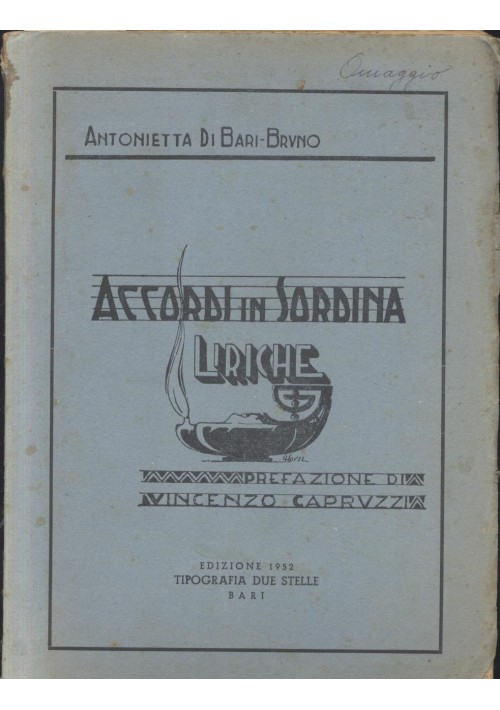 Omaggio
ANTONIETTA DI BARI-BRVNO
ACCORDI IN SORDINA
LIRICHE
PREFAZIONE DI
VINCENZO CAPRVZZI
EDIZIONE 1952
TIPOGRAFIA DUE STELLE
BARI